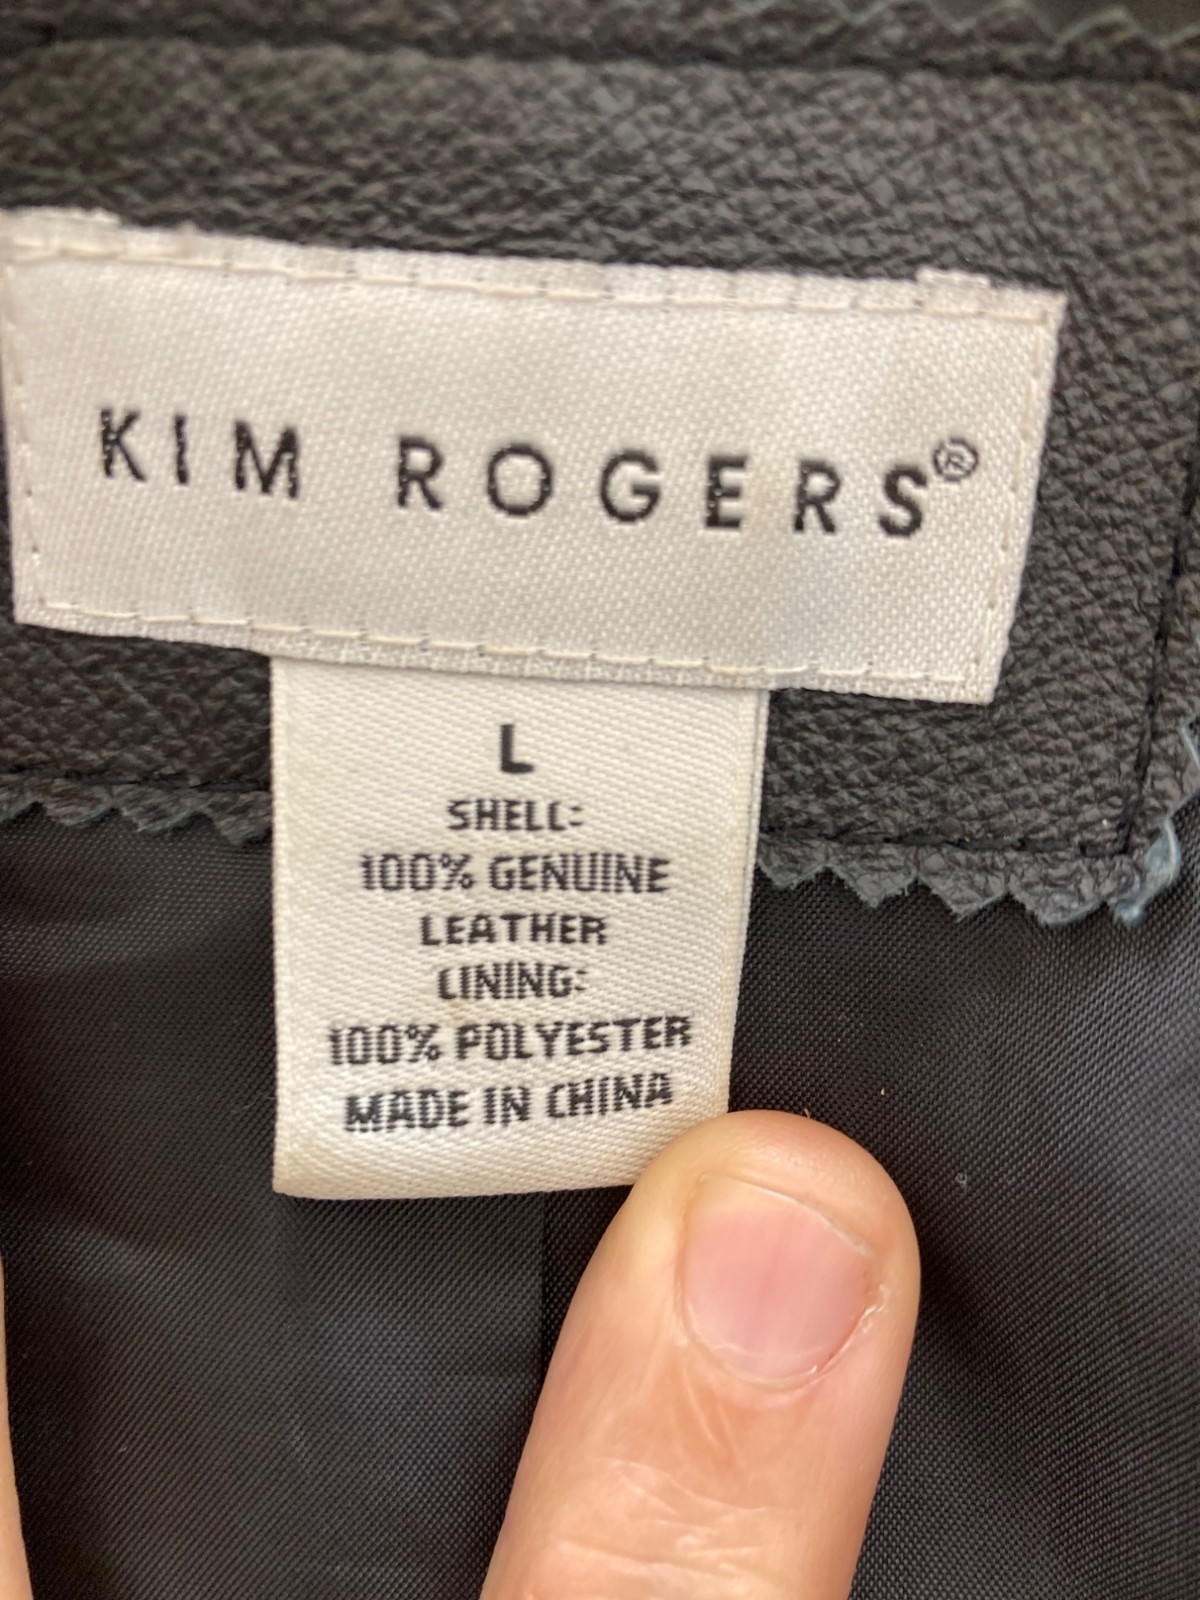 KIM ROGERS®
L
SHELL:
100% GENUINE
LEATHER
LINING:
100% POLYESTER
MADE IN CHINA